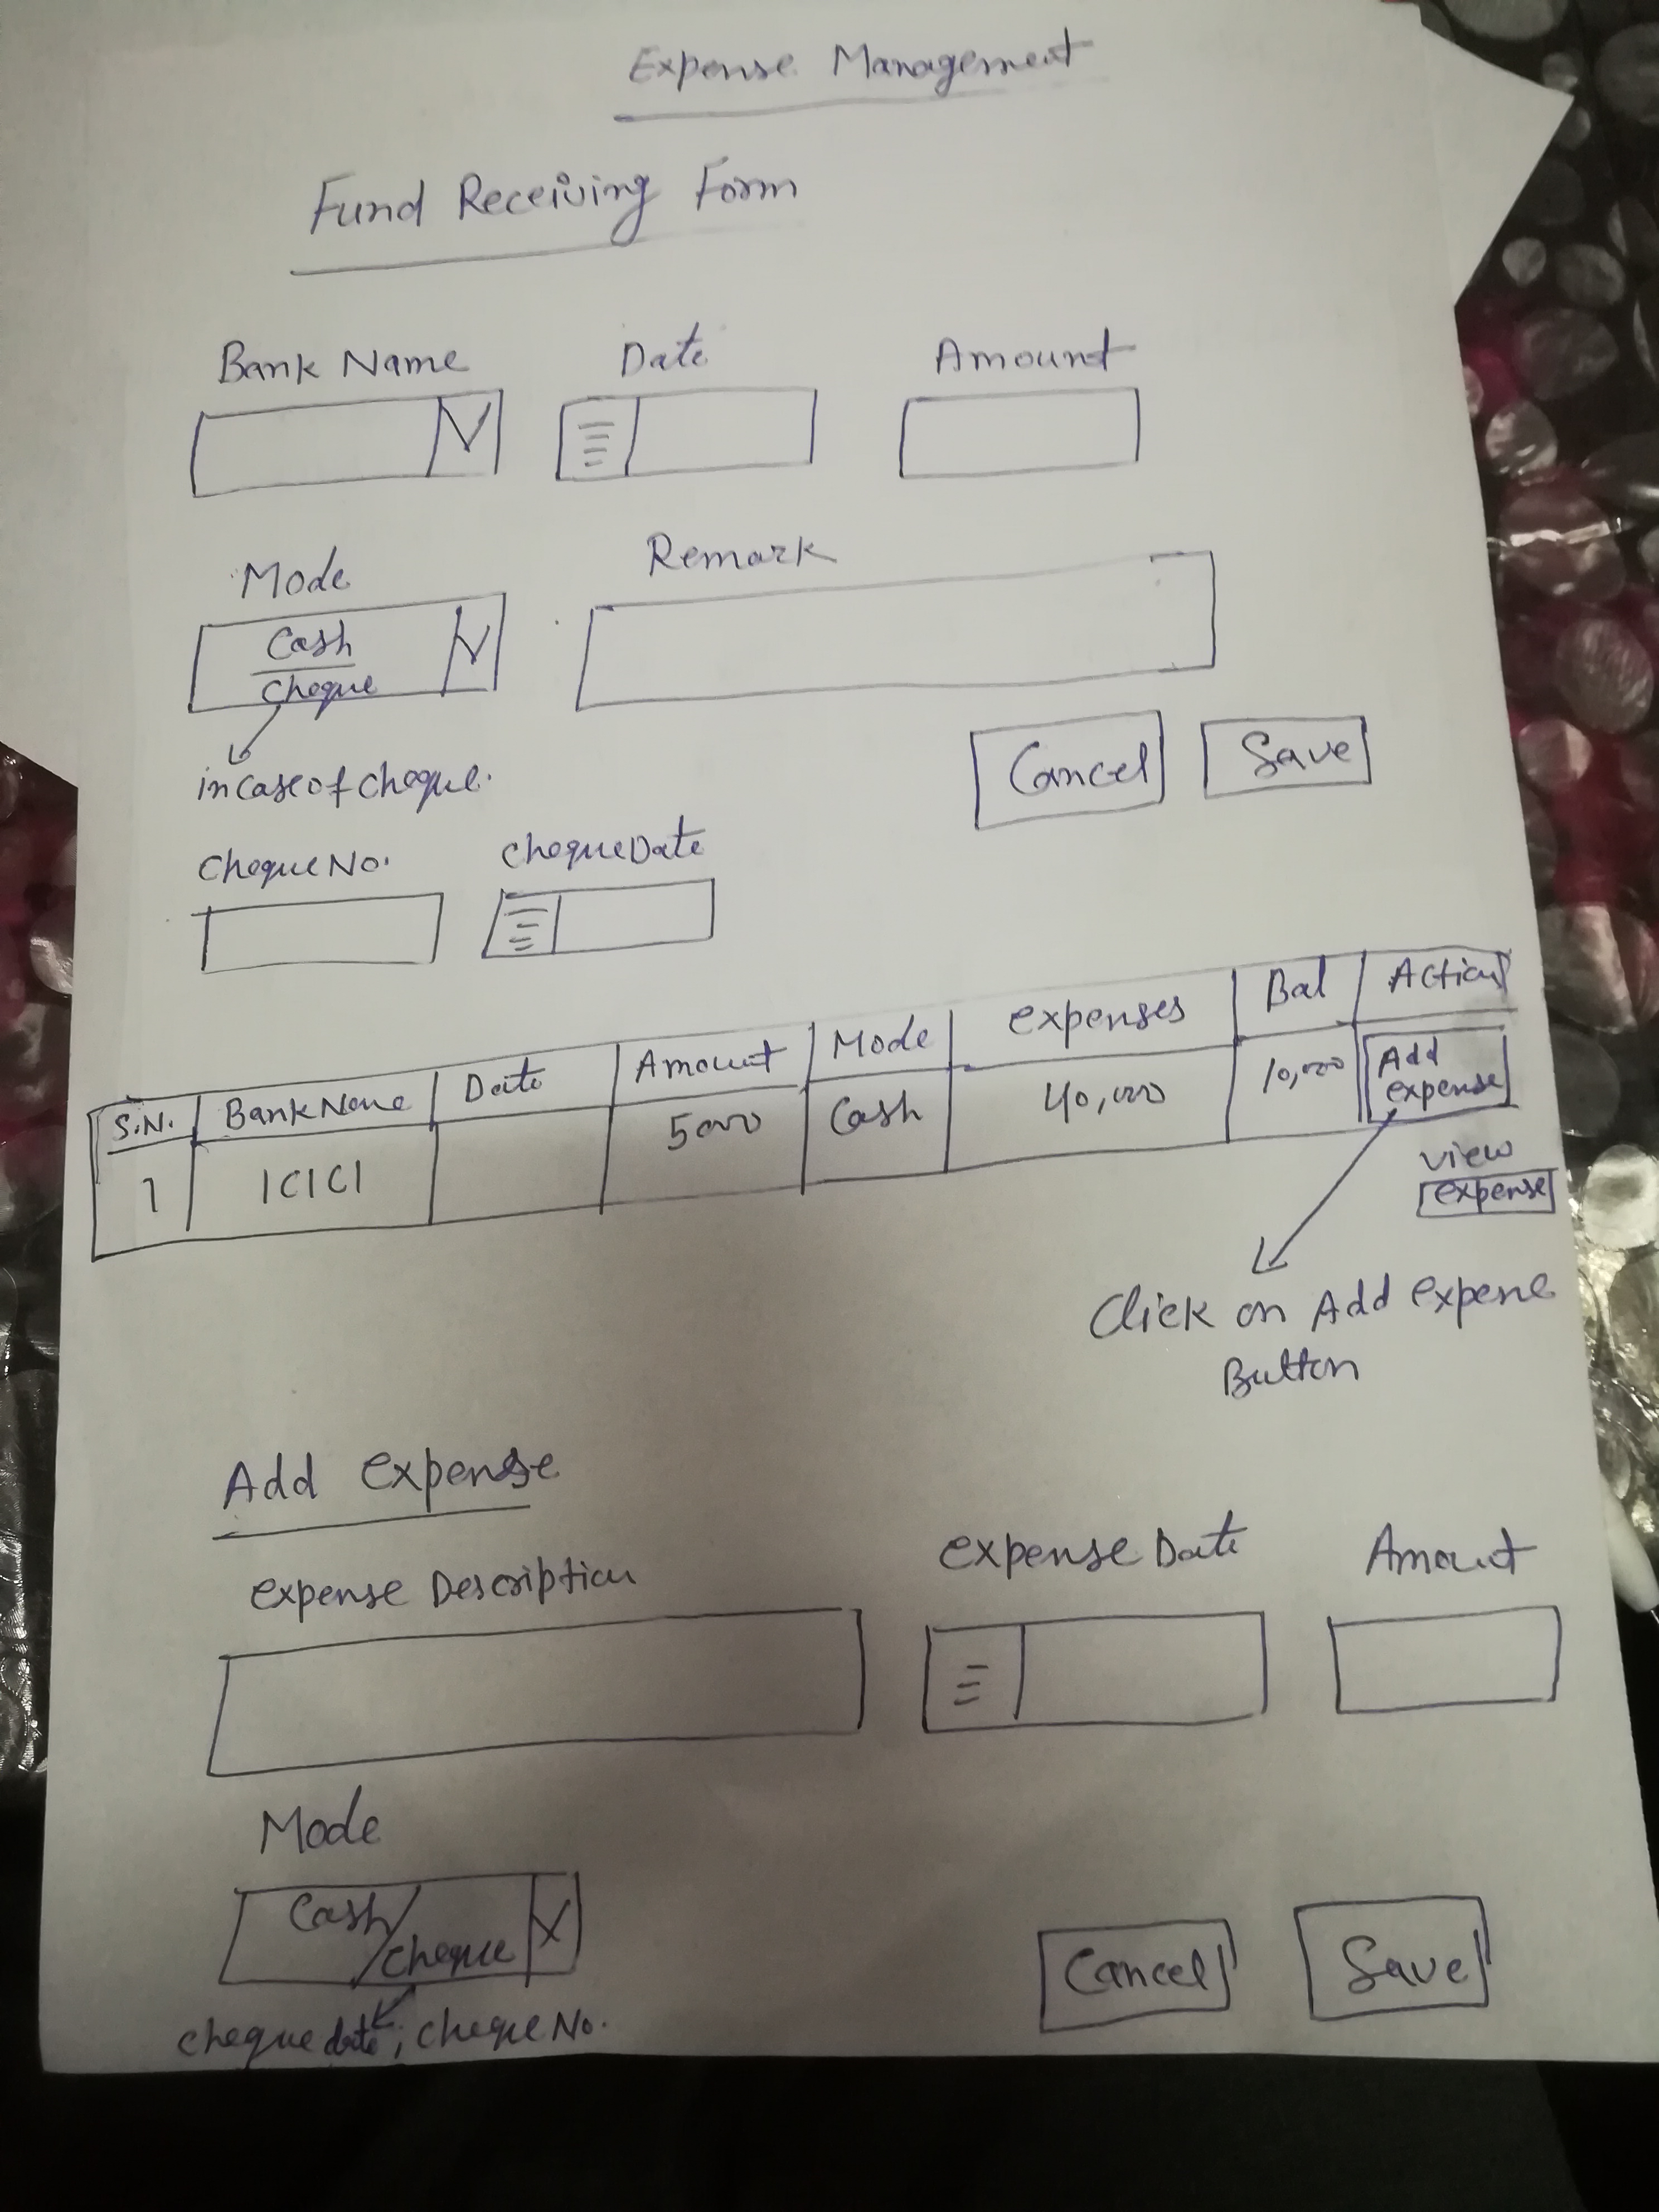 Expense Management
Fund Receiving Form
Bank Name Date Amount
Mode Remark
Cash
Cheque
in case of cheque.
Cancel Save
Cheque No. Cheque Date
S.N. Bank Name Date Amount Mode Expenses Bal Action
1 ICICI 5000 Cash 40,000 10,000 Add expense
view expense
Click on Add Expense
Button
Add Expense
Expense Description Expense Date Amount
Mode
Cash/Cheque
Cancel Save
cheque date, Cheque No.